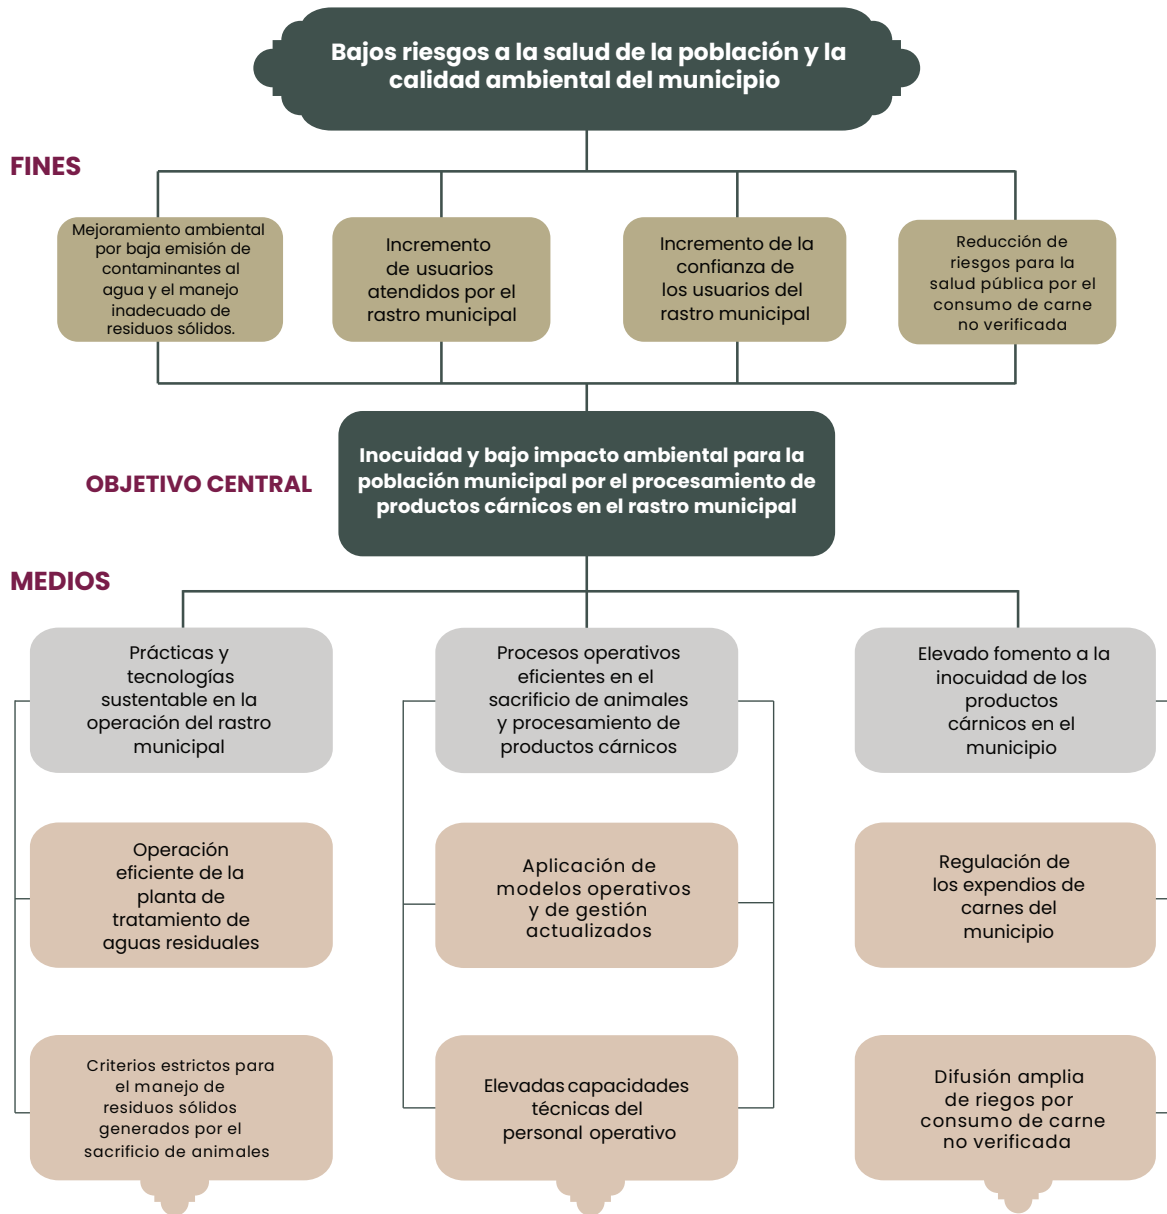 Bajos riesgos a la salud de la población y la
calidad ambiental del municipio
FINES
Mejoramiento ambiental
por baja emisión de
contaminantes al
agua y el manejo
inadecuado de
residuos sólidos.
Incremento
de usuarios
atendidos por el
rastro municipal
Incremento de la
confianza de
los usuarios del
rastro municipal
Reducción de
riesgos para la
salud pública por el
consumo de carne
no verificada
OBJETIVO CENTRAL
Inocuidad y bajo impacto ambiental para la
población municipal por el procesamiento de
productos cárnicos en el rastro municipal
MEDIOS
Prácticas y
tecnologías
sustentable en la
operación del rastro
municipal
Procesos operativos
eficientes en el
sacrificio de animales
y procesamiento de
productos cárnicos
Elevado fomento a la
inocuidad de los
productos
cárnicos en el
municipio
Operación
eficiente de la
planta de
tratamiento de
aguas residuales
Aplicación de
modelos operativos
y de gestión
actualizados
Regulación de
los expendios de
carnes del
municipio
Criterios estrictos para
el manejo de
residuos sólidos
generados por el
sacrificio de animales
Elevadas capacidades
técnicas del
personal operativo
Difusión amplia
de riegos por
consumo de carne
no verificada